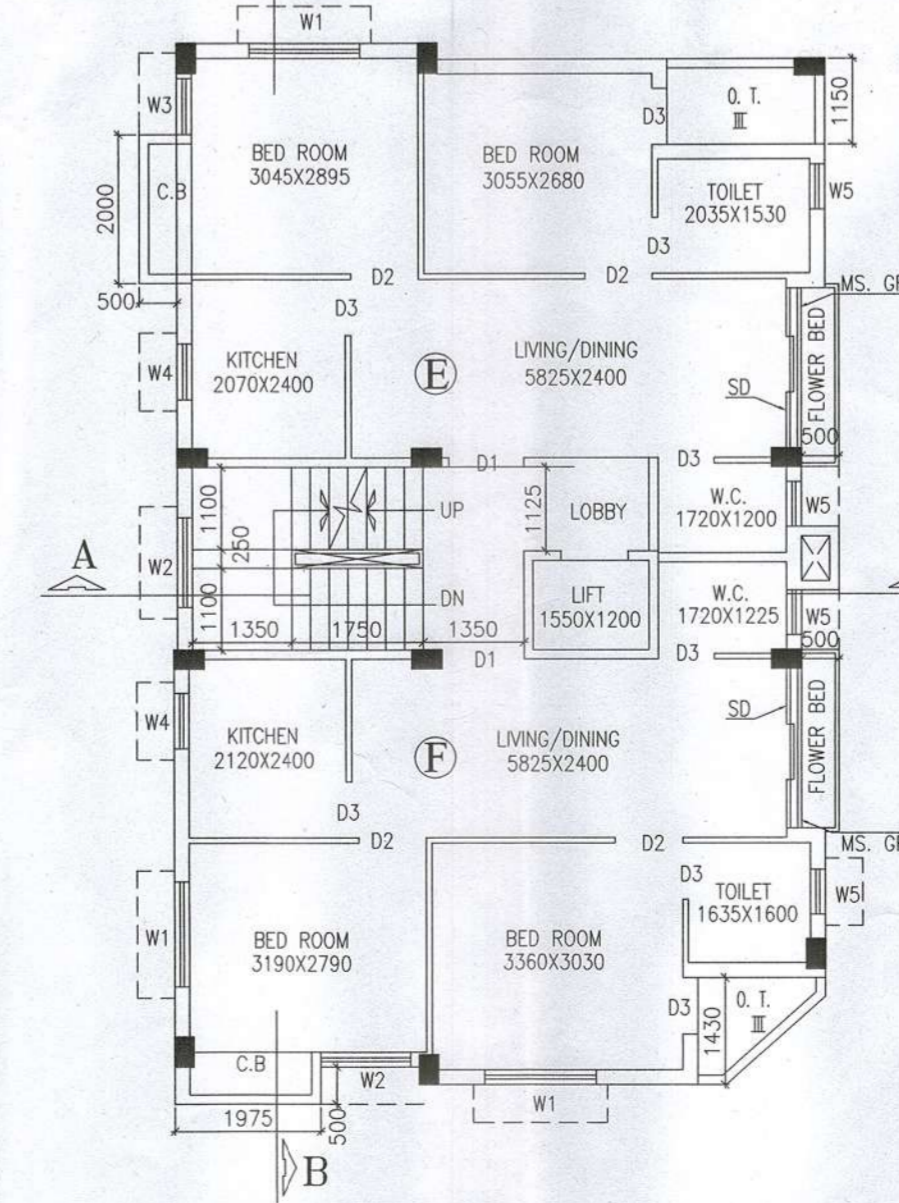 W1
W3
O. T.
III
1150
D3
BED ROOM
3045X2895
BED ROOM
3055X2680
C.B
2000
TOILET
2035X1530
W5
D3
D2
D2
500
D3
MS.
W4
KITCHEN
2070X2400
E
LIVING/DINING
5825X2400
SD
FLOWER BED
500
D1
D3
1100
250
UP
1125
LOBBY
W.C.
1720X1200
W5
A
W2
1100
DN
LIFT
1550X1200
W.C.
1720X1225
W5
500
1350
1750
1350
D1
D3
W4
KITCHEN
2120X2400
F
LIVING/DINING
5825X2400
SD
FLOWER BED
D3
D2
D2
MS.
D3
TOILET
1635X1600
W5
W1
BED ROOM
3190X2790
BED ROOM
3360X3030
D3
1430
O. T.
III
C.B
W2
W1
1975
500
B